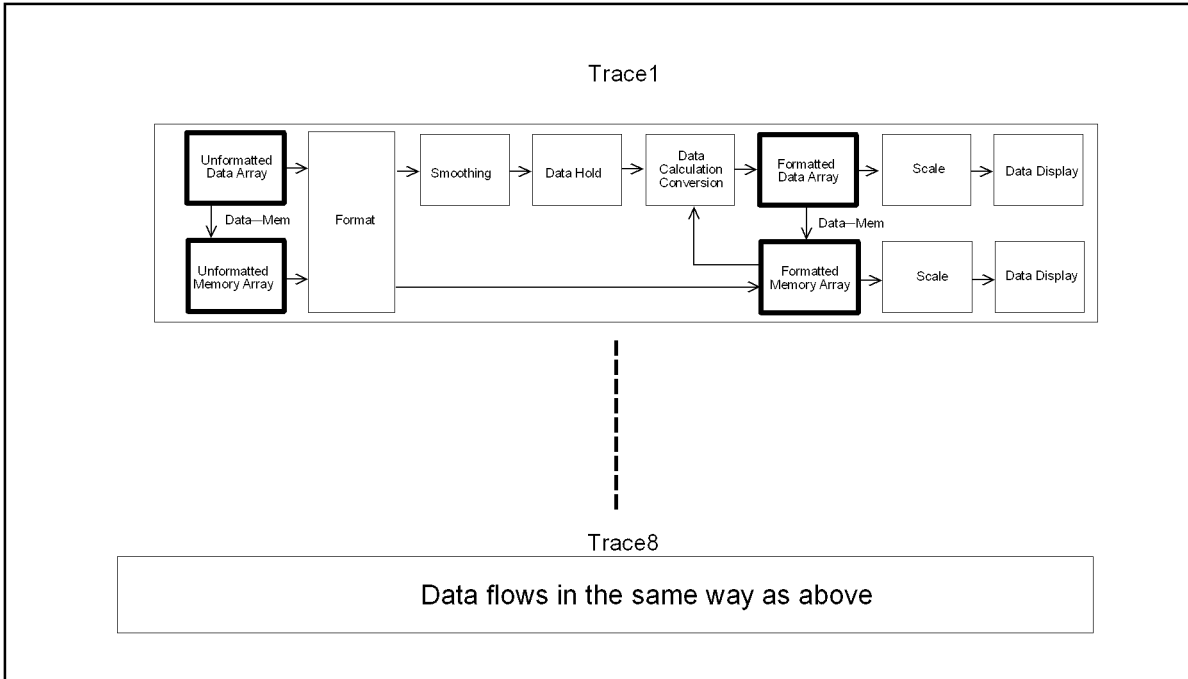 Trace1
Unformatted
Data Array
Data—Mem
Unformatted
Memory Array
Format
Smoothing
Data Hold
Data
Calculation
Conversion
Formatted
Data Array
Data—Mem
Formatted
Memory Array
Scale
Data Display
Scale
Data Display
Trace8
Data flows in the same way as above